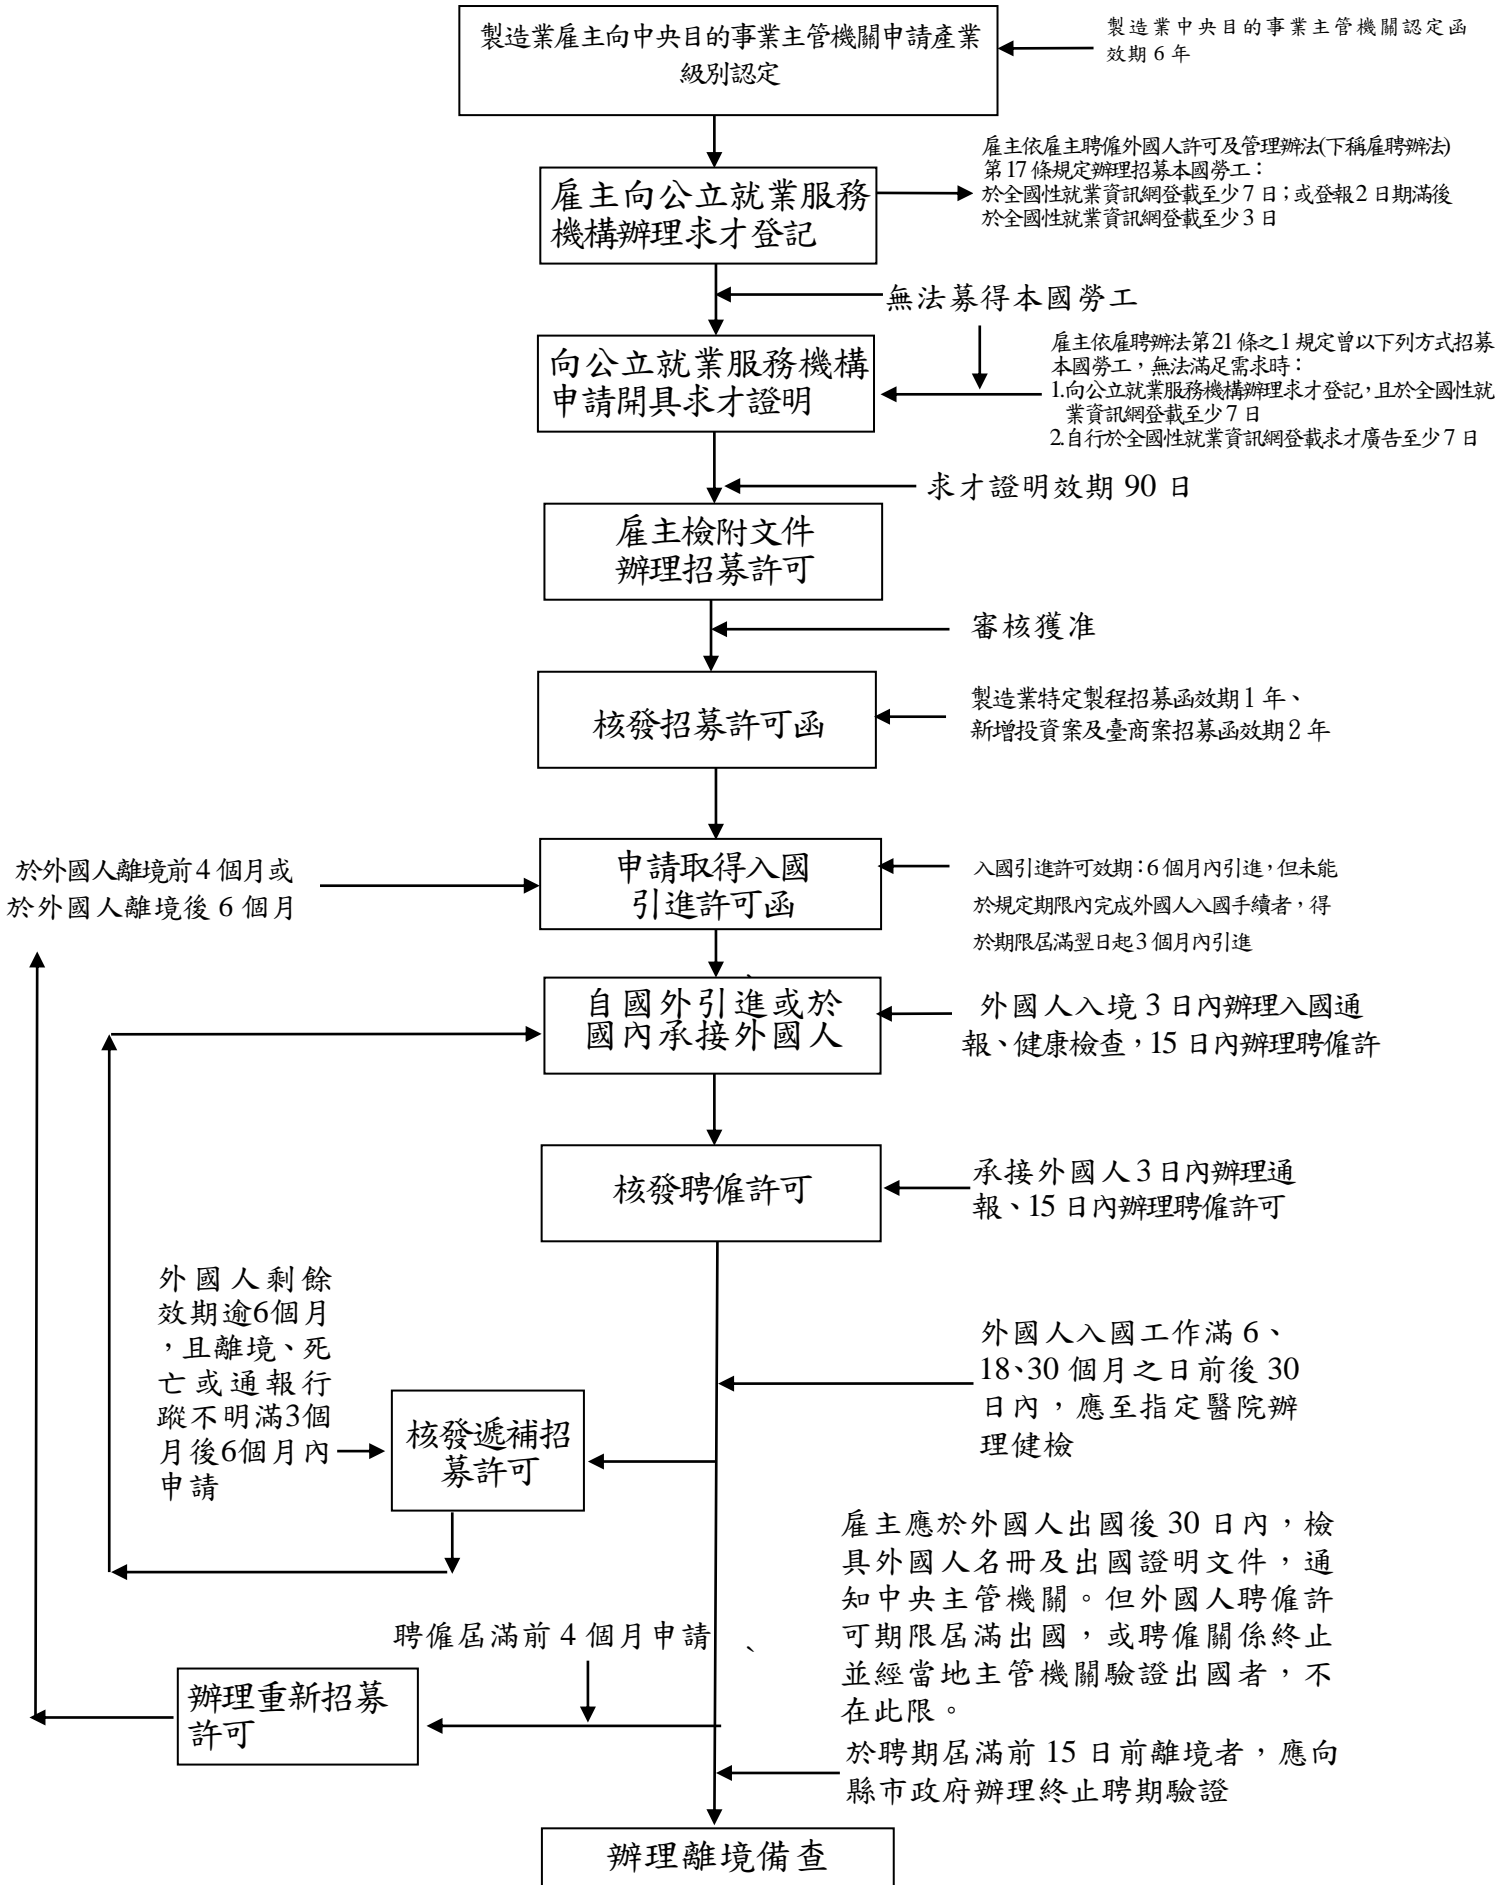 製造業雇主向中央目的事業主管機關申請產業
級別認定
製造業中央目的事業主管機關認定函
效期 6 年
雇主向公立就業服務
機構辦理求才登記
雇主依雇主聘僱外國人許可及管理辦法(下稱雇聘辦法)
第 17 條規定辦理招募本國勞工：
於全國性就業資訊網登載至少 7 日；或登報 2 日期滿後
於全國性就業資訊網登載至少 3 日
無法募得本國勞工
向公立就業服務機構
申請開具求才證明
雇主依雇聘辦法第 21 條之 1 規定曾以下列方式招募
本國勞工，無法滿足需求時：
1.向公立就業服務機構辦理求才登記，且於全國性就
業資訊網登載至少 7 日
2.自行於全國性就業資訊網登載求才廣告至少 7 日
求才證明效期 90 日
雇主檢附文件
辦理招募許可
審核獲准
核發招募許可函
製造業特定製程招募函效期 1 年、
新增投資案及臺商案招募函效期 2 年
於外國人離境前 4 個月或
於外國人離境後 6 個月
申請取得入國
引進許可函
入國引進許可效期：6 個月內引進，但未能
於規定期限內完成外國人入國手續者，得
於期限屆滿翌日起 3 個月內引進
自國外引進或於
國內承接外國人
外國人入境 3 日內辦理入國通
報、健康檢查，15 日內辦理聘僱許
核發聘僱許可
承接外國人 3 日內辦理通
報、15 日內辦理聘僱許可
外國人剩餘
效期逾6個月
，且離境、死
亡或通報行
蹤不明滿3個
月後6個月內
申請
核發遞補招
募許可
外國人入國工作滿 6、
18、30 個月之日前後 30
日內，應至指定醫院辦
理健檢
雇主應於外國人出國後 30 日內，檢
具外國人名冊及出國證明文件，通
知中央主管機關。但外國人聘僱許
可期限屆滿出國，或聘僱關係終止
並經當地主管機關驗證出國者，不
在此限。
聘僱屆滿前 4 個月申請
、
辦理重新招募
許可
於聘期屆滿前 15 日前離境者，應向
縣市政府辦理終止聘期驗證
辦理離境備查